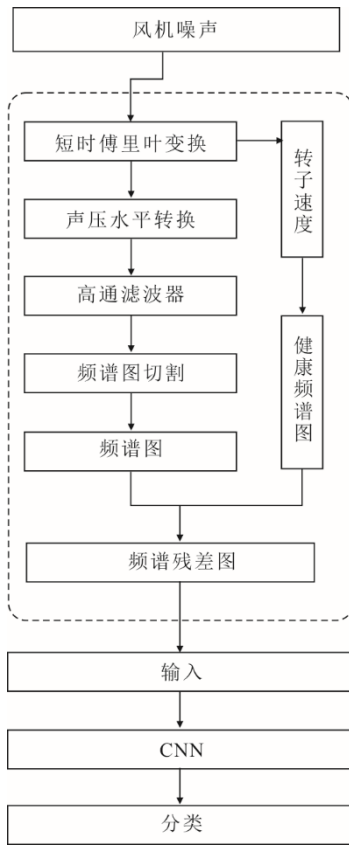 风机噪声
短时傅里叶变换
转子速度
声压水平转换
高通滤波器
健康频谱图
频谱图切割
频谱图
频谱残差图
输入
CNN
分类